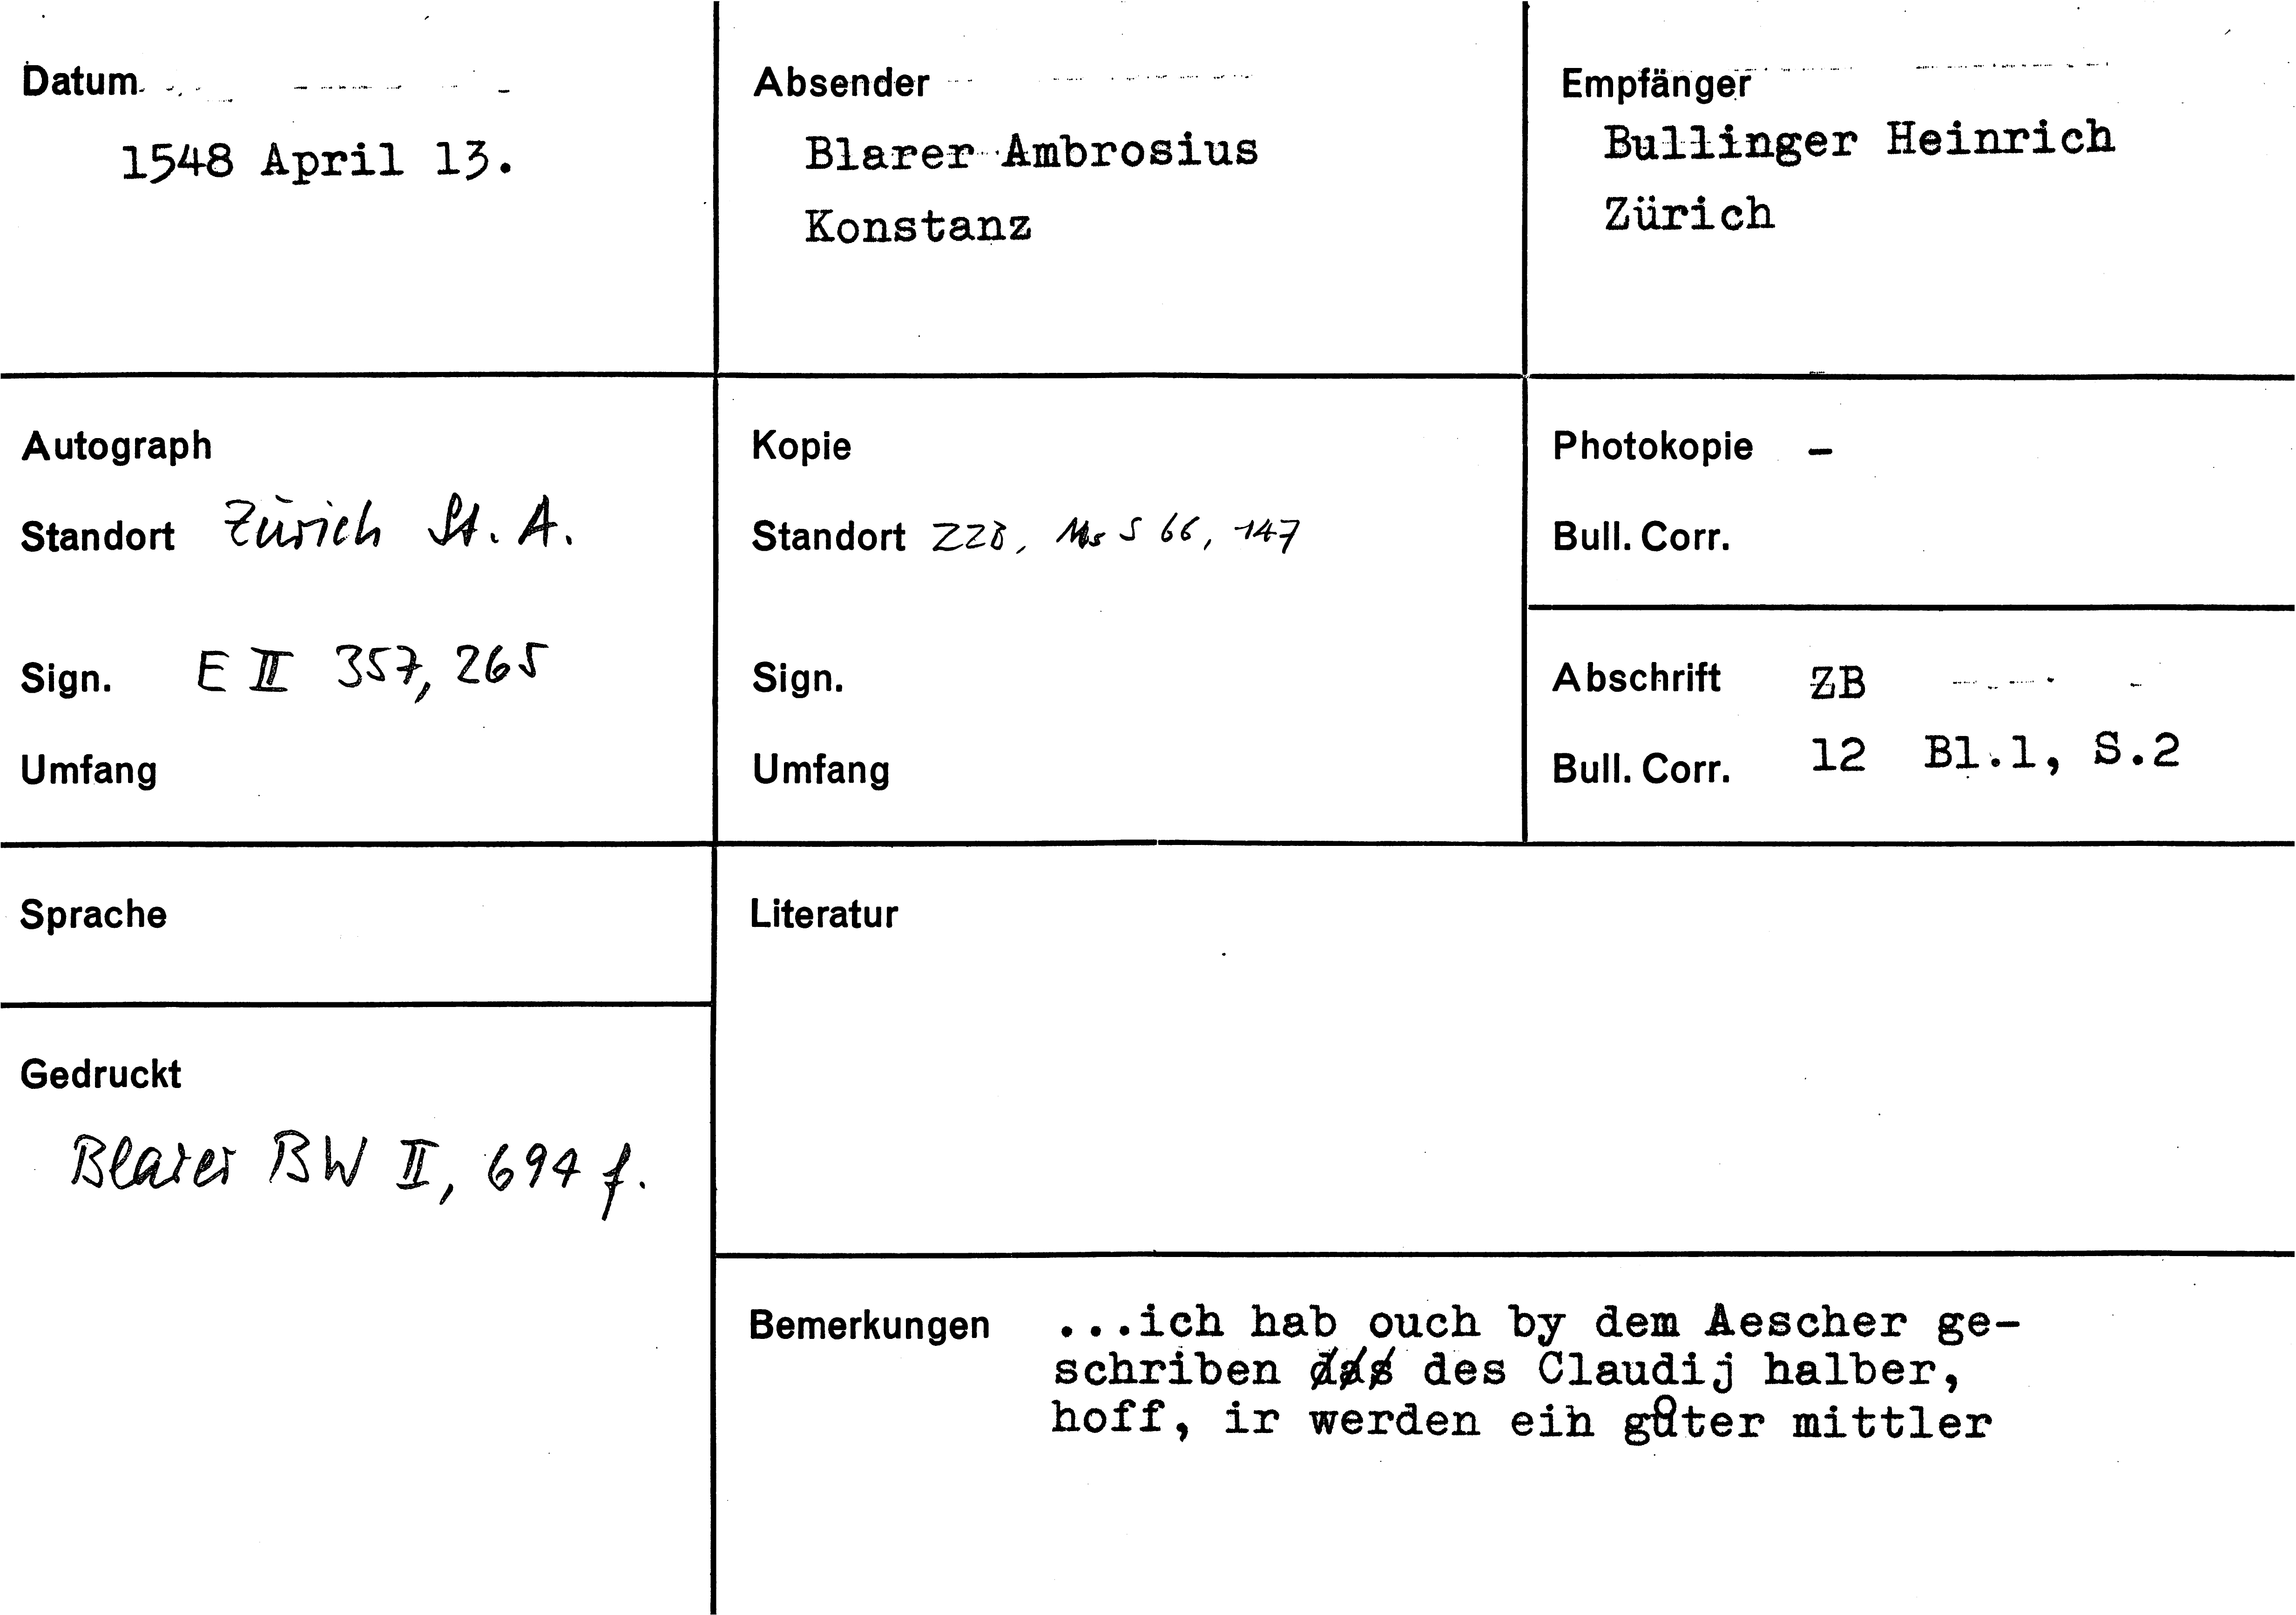 Datum
1548 April 13.
Absender
Blarer Ambrosius
Konstanz
Empfänger
Bullinger Heinrich
Zürich
Autograph
Standort Zürich St. A.
Sign. E II 357, 265
Umfang
Kopie
Standort ZZB, Ms S 66, 147
Sign.
Umfang
Photokopie -
Bull. Corr.
Abschrift ZB
Bull. Corr. 12 Bl.1, S.2
Sprache
Gedruckt
Blarer BW II, 694 f.
Literatur
Bemerkungen ...ich hab ouch by dem Aescher ge-
schriben des Claudij halber,
hoff, ir werden ein gůter mittler